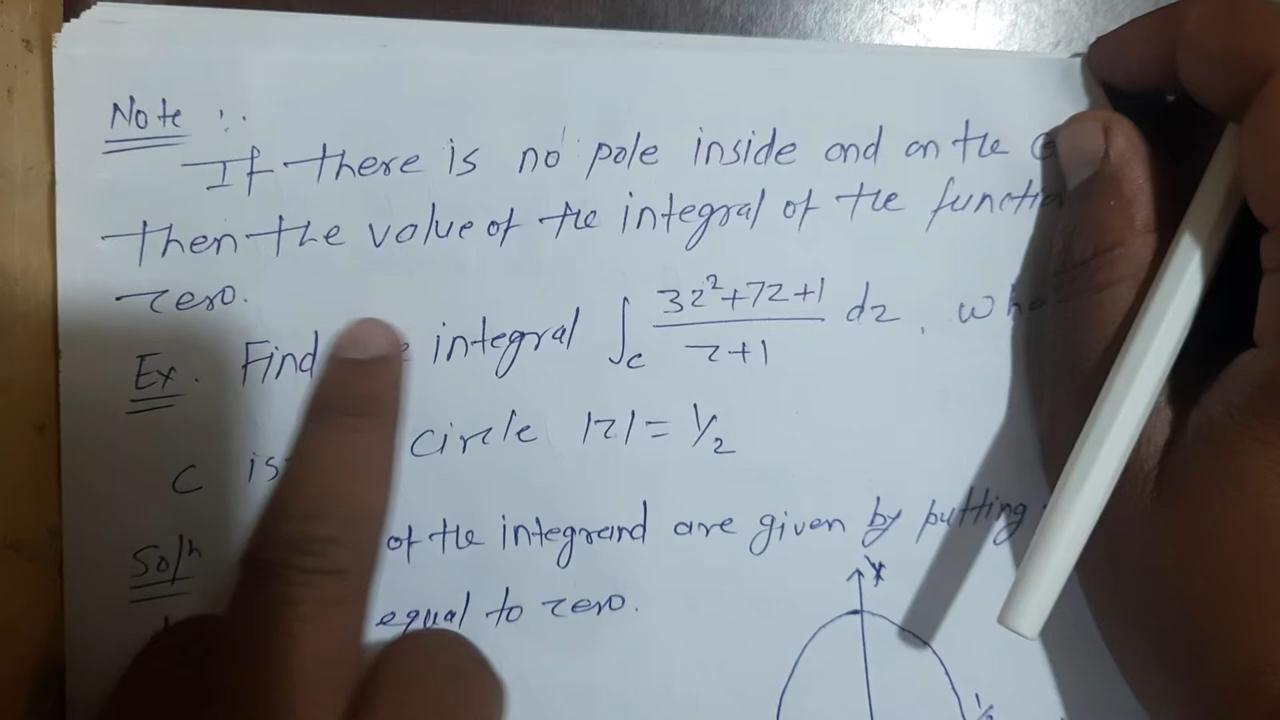 Note :.
If there is no pole inside and on the
then the value of the integral of the
zero.
Ex. Find integral ∫c (3z²+7z+1)/(z+1) dz,
C is circle |z| = 1/2
Soln of the integrand are given by putting
equal to zero.
Y